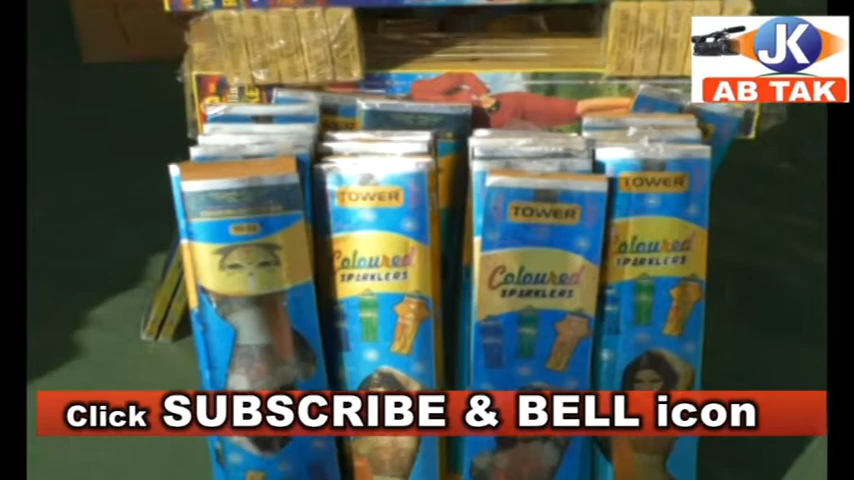 JK
AB TAK
TOWER
Coloured
SPARKLERS
TOWER
Coloured
SPARKLERS
TOWER
Coloured
SPARKLERS
Click SUBSCRIBE & BELL icon